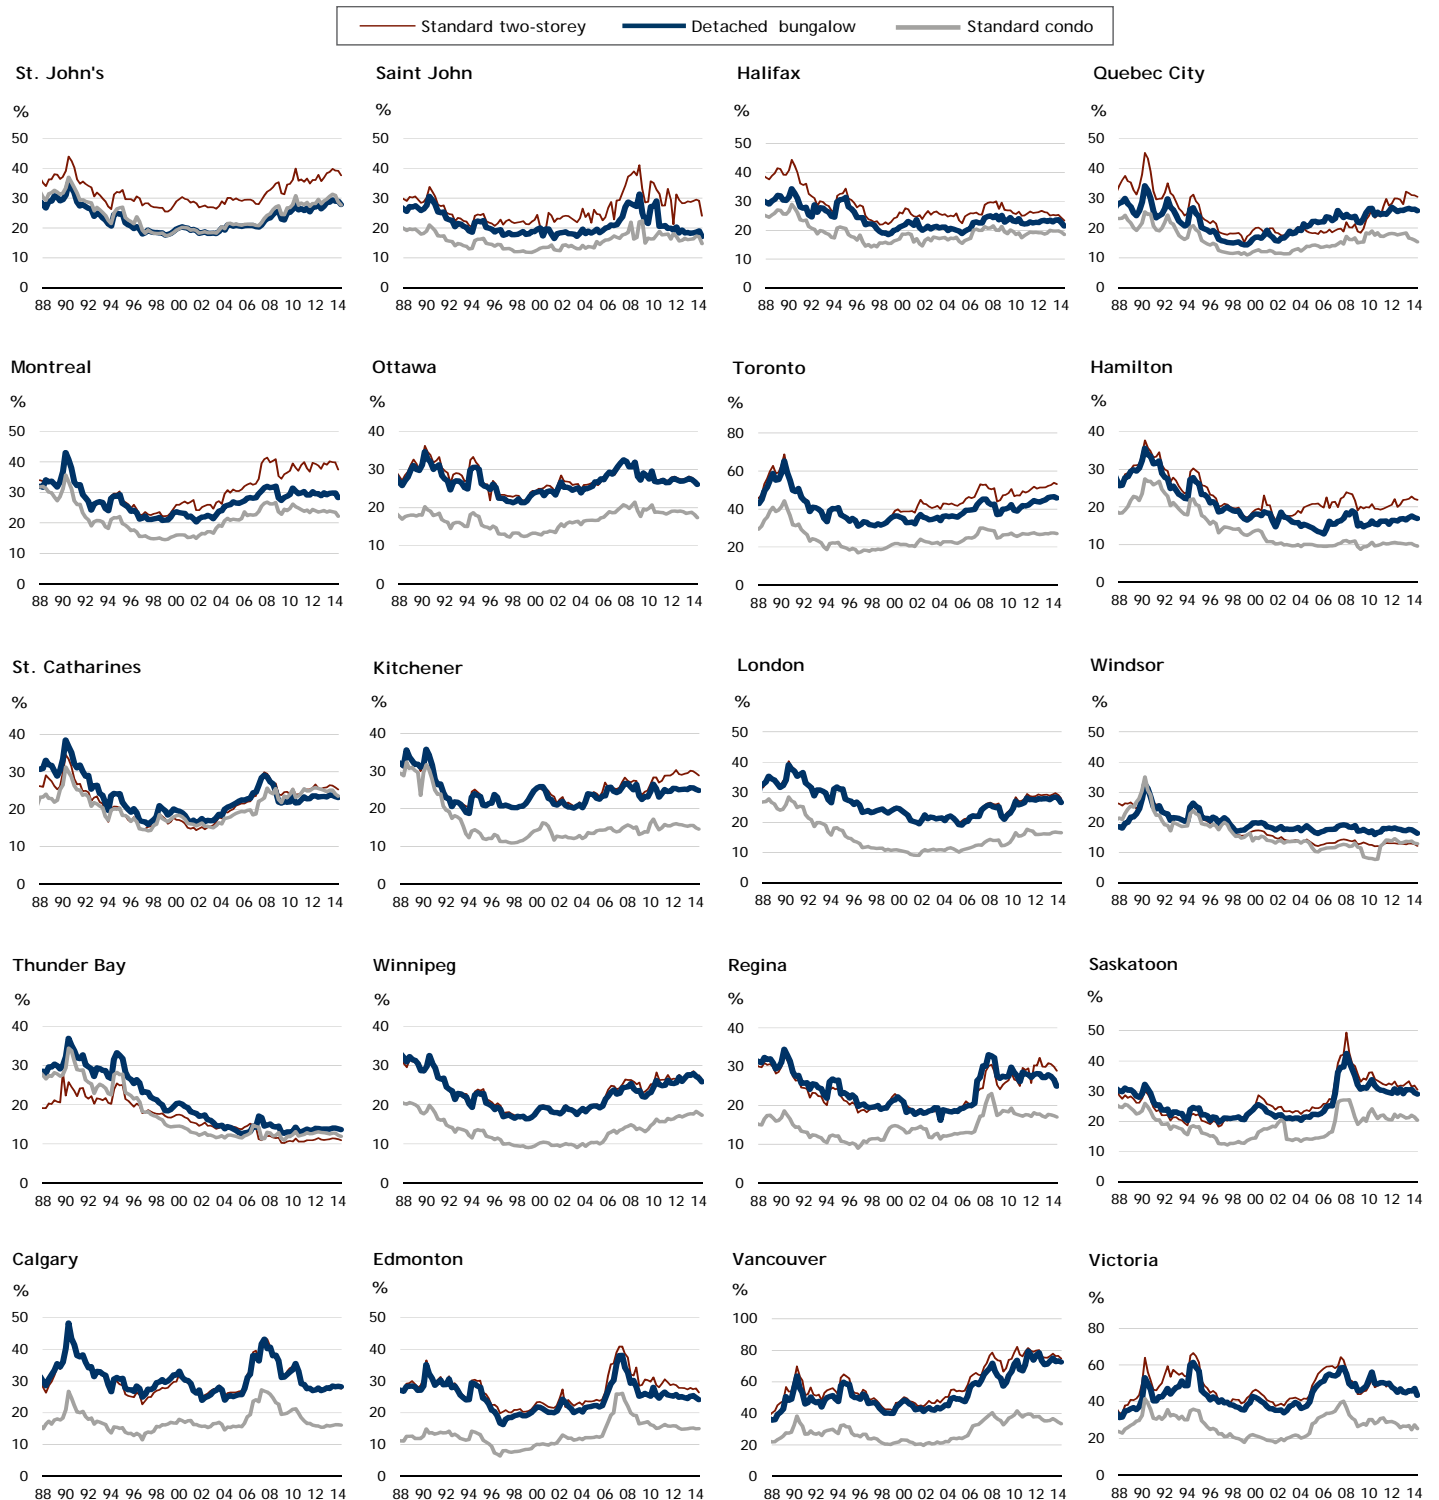 Standard two-storey Detached bungalow Standard condo
St. John's Saint John Halifax Quebec City
% % % %
50 50 50 50
40 40 40 40
30 30 30 30
20 20 20 20
10 10 10 10
0 0 0 0
88 90 92 94 96 98 00 02 04 06 08 10 12 14 88 90 92 94 96 98 00 02 04 06 08 10 12 14 88 90 92 94 96 98 00 02 04 06 08 10 12 14 88 90 92 94 96 98 00 02 04 06 08 10 12 14
Montreal Ottawa Toronto Hamilton
% % % %
50 40 80 40
40 30 60 30
30 20 40 20
20 10 20 10
10 0 0 0
0
88 90 92 94 96 98 00 02 04 06 08 10 12 14 88 90 92 94 96 98 00 02 04 06 08 10 12 14 88 90 92 94 96 98 00 02 04 06 08 10 12 14 88 90 92 94 96 98 00 02 04 06 08 10 12 14
St. Catharines Kitchener London Windsor
% % % %
40 40 50 50
30 30 40 40
20 20 30 30
10 10 20 20
0 0 10 10
0 0
88 90 92 94 96 98 00 02 04 06 08 10 12 14 88 90 92 94 96 98 00 02 04 06 08 10 12 14 88 90 92 94 96 98 00 02 04 06 08 10 12 14 88 90 92 94 96 98 00 02 04 06 08 10 12 14
Thunder Bay Winnipeg Regina Saskatoon
% % % %
40 40 40 50
30 30 30 40
20 20 20 30
10 10 10 20
0 0 0 10
0
88 90 92 94 96 98 00 02 04 06 08 10 12 14 88 90 92 94 96 98 00 02 04 06 08 10 12 14 88 90 92 94 96 98 00 02 04 06 08 10 12 14 88 90 92 94 96 98 00 02 04 06 08 10 12 14
Calgary Edmonton Vancouver Victoria
% % % %
50 50 100 80
40 40 80 60
30 30 60 40
20 20 40 20
10 10 20 0
0 0 0
88 90 92 94 96 98 00 02 04 06 08 10 12 14 88 90 92 94 96 98 00 02 04 06 08 10 12 14 88 90 92 94 96 98 00 02 04 06 08 10 12 14 88 90 92 94 96 98 00 02 04 06 08 10 12 14